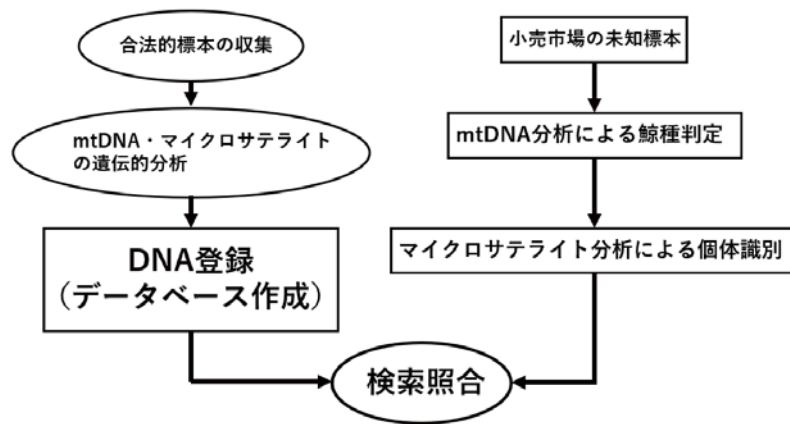 合法的標本の収集
mtDNA・マイクロサテライト
の遺伝的分析
DNA登録
（データベース作成）
小売市場の未知標本
mtDNA分析による鯨種判定
マイクロサテライト分析による個体識別
検索照合